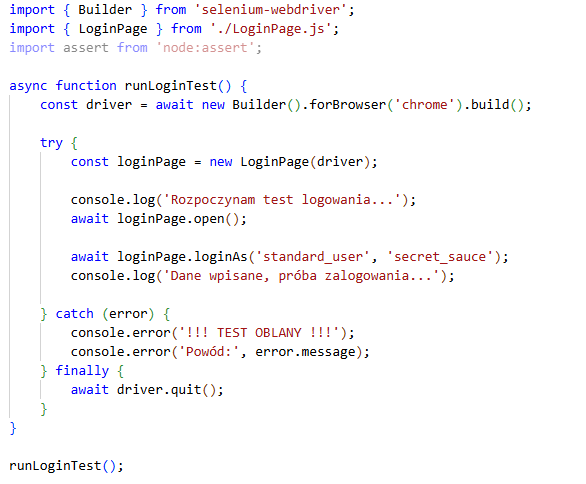 import { Builder } from 'selenium-webdriver';
import { LoginPage } from './LoginPage.js';
import assert from 'node:assert';

async function runLoginTest() {
    const driver = await new Builder().forBrowser('chrome').build();

    try {
        const loginPage = new LoginPage(driver);

        console.log('Rozpoczynam test logowania...');
        await loginPage.open();

        await loginPage.loginAs('standard_user', 'secret_sauce');
        console.log('Dane wpisane, próba zalogowania...');

    } catch (error) {
        console.error('!!! TEST OBLANY !!!');
        console.error('Powód:', error.message);
    } finally {
        await driver.quit();
    }
}

runLoginTest();